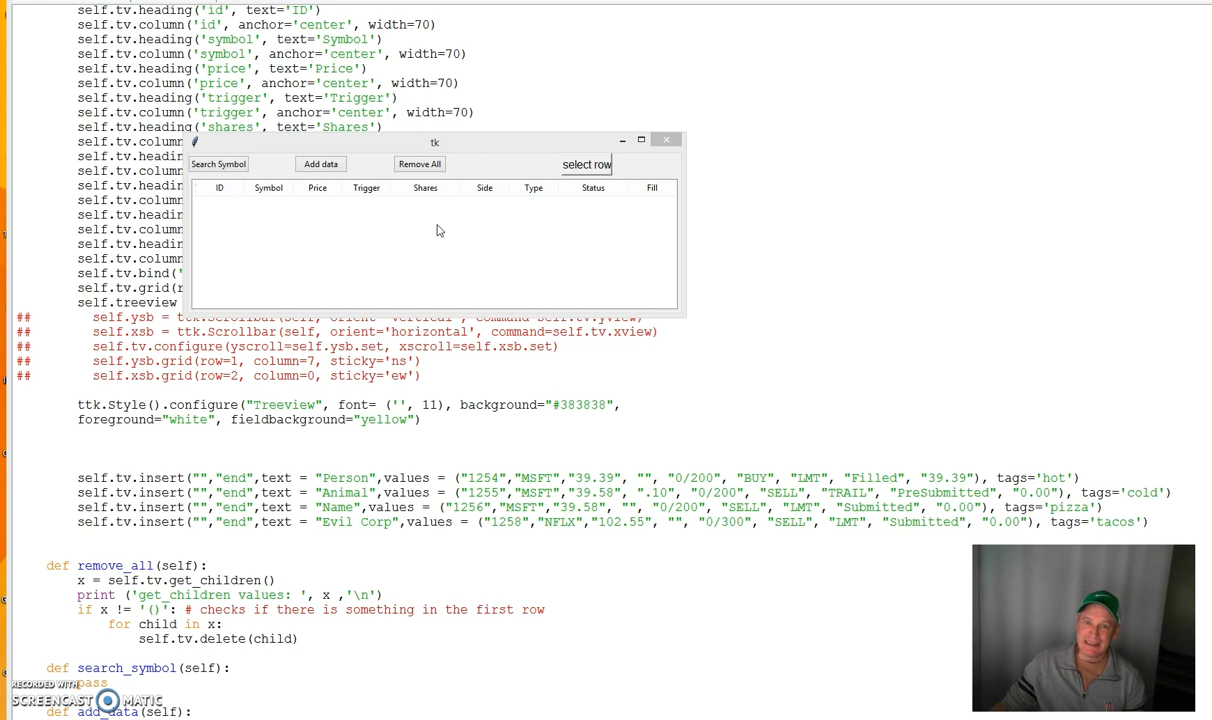 self.tv.heading('id', text='ID')
self.tv.column('id', anchor='center', width=70)
self.tv.heading('symbol', text='Symbol')
self.tv.column('symbol', anchor='center', width=70)
self.tv.heading('price', text='Price')
self.tv.column('price', anchor='center', width=70)
self.tv.heading('trigger', text='Trigger')
self.tv.column('trigger', anchor='center', width=70)
self.tv.heading('shares', text='Shares')
self.tv.column
self.tv.headin
self.tv.column
self.tv.headin
self.tv.column
self.tv.headin
self.tv.column
self.tv.headin
self.tv.column
self.tv.bind('
self.tv.grid(r
self.treeview
tk
Search Symbol Add data Remove All select row
ID Symbol Price Trigger Shares Side Type Status Fill
## self.ysb = ttk.Scrollbar(self, orient='vertical', command=self.tv.yview)
## self.xsb = ttk.Scrollbar(self, orient='horizontal', command=self.tv.xview)
## self.tv.configure(yscroll=self.ysb.set, xscroll=self.xsb.set)
## self.ysb.grid(row=1, column=7, sticky='ns')
## self.xsb.grid(row=2, column=0, sticky='ew')
ttk.Style().configure("Treeview", font= ('', 11), background="#383838",
foreground="white", fieldbackground="yellow")
self.tv.insert("","end",text = "Person",values = ("1254","MSFT","39.39", "", "0/200", "BUY", "LMT", "Filled", "39.39"), tags='hot')
self.tv.insert("","end",text = "Animal",values = ("1255","MSFT","39.58", ".10", "0/200", "SELL", "TRAIL", "PreSubmitted", "0.00"), tags='cold')
self.tv.insert("","end",text = "Name",values = ("1256","MSFT","39.58", "", "0/200", "SELL", "LMT", "Submitted", "0.00"), tags='pizza')
self.tv.insert("","end",text = "Evil Corp",values = ("1258","NFLX","102.55", "", "0/300", "SELL", "LMT", "Submitted", "0.00"), tags='tacos')
def remove_all(self):
x = self.tv.get_children()
print ('get_children values: ', x ,'\n')
if x != '()': # checks if there is something in the first row
for child in x:
self.tv.delete(child)
def search_symbol(self):
pass
def add_data(self):
RECORDED WITH
SCREENCAST MATIC